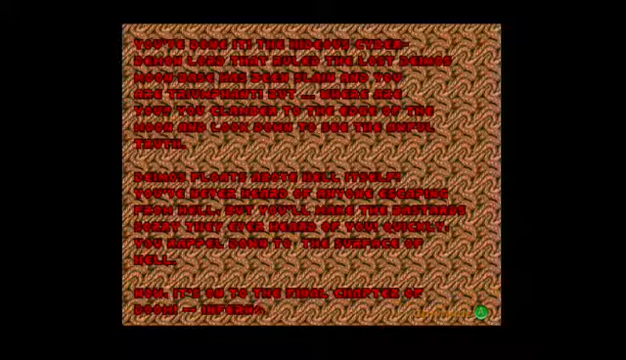 YOU'VE DONE IT! THE HIDEOUS CYBER-
DEMON LORD THAT RULED THE LOST DEIMOS
MOON BASE HAS BEEN SLAIN AND YOU
ARE TRIUMPHANT! BUT ... WHERE ARE
YOU? YOU CLAMBER TO THE EDGE OF THE
MOON AND LOOK DOWN TO SEE THE AWFUL
TRUTH.
DEIMOS FLOATS ABOVE HELL ITSELF!
YOU'VE NEVER HEARD OF ANYONE ESCAPING
FROM HELL, BUT YOU'LL MAKE THE BASTARDS
SORRY THEY EVER HEARD OF YOU! QUICKLY,
YOU RAPPEL DOWN TO THE SURFACE OF
HELL.
NOW, IT'S ON TO THE FINAL CHAPTER OF
DOOM! -- INFERNO.
A